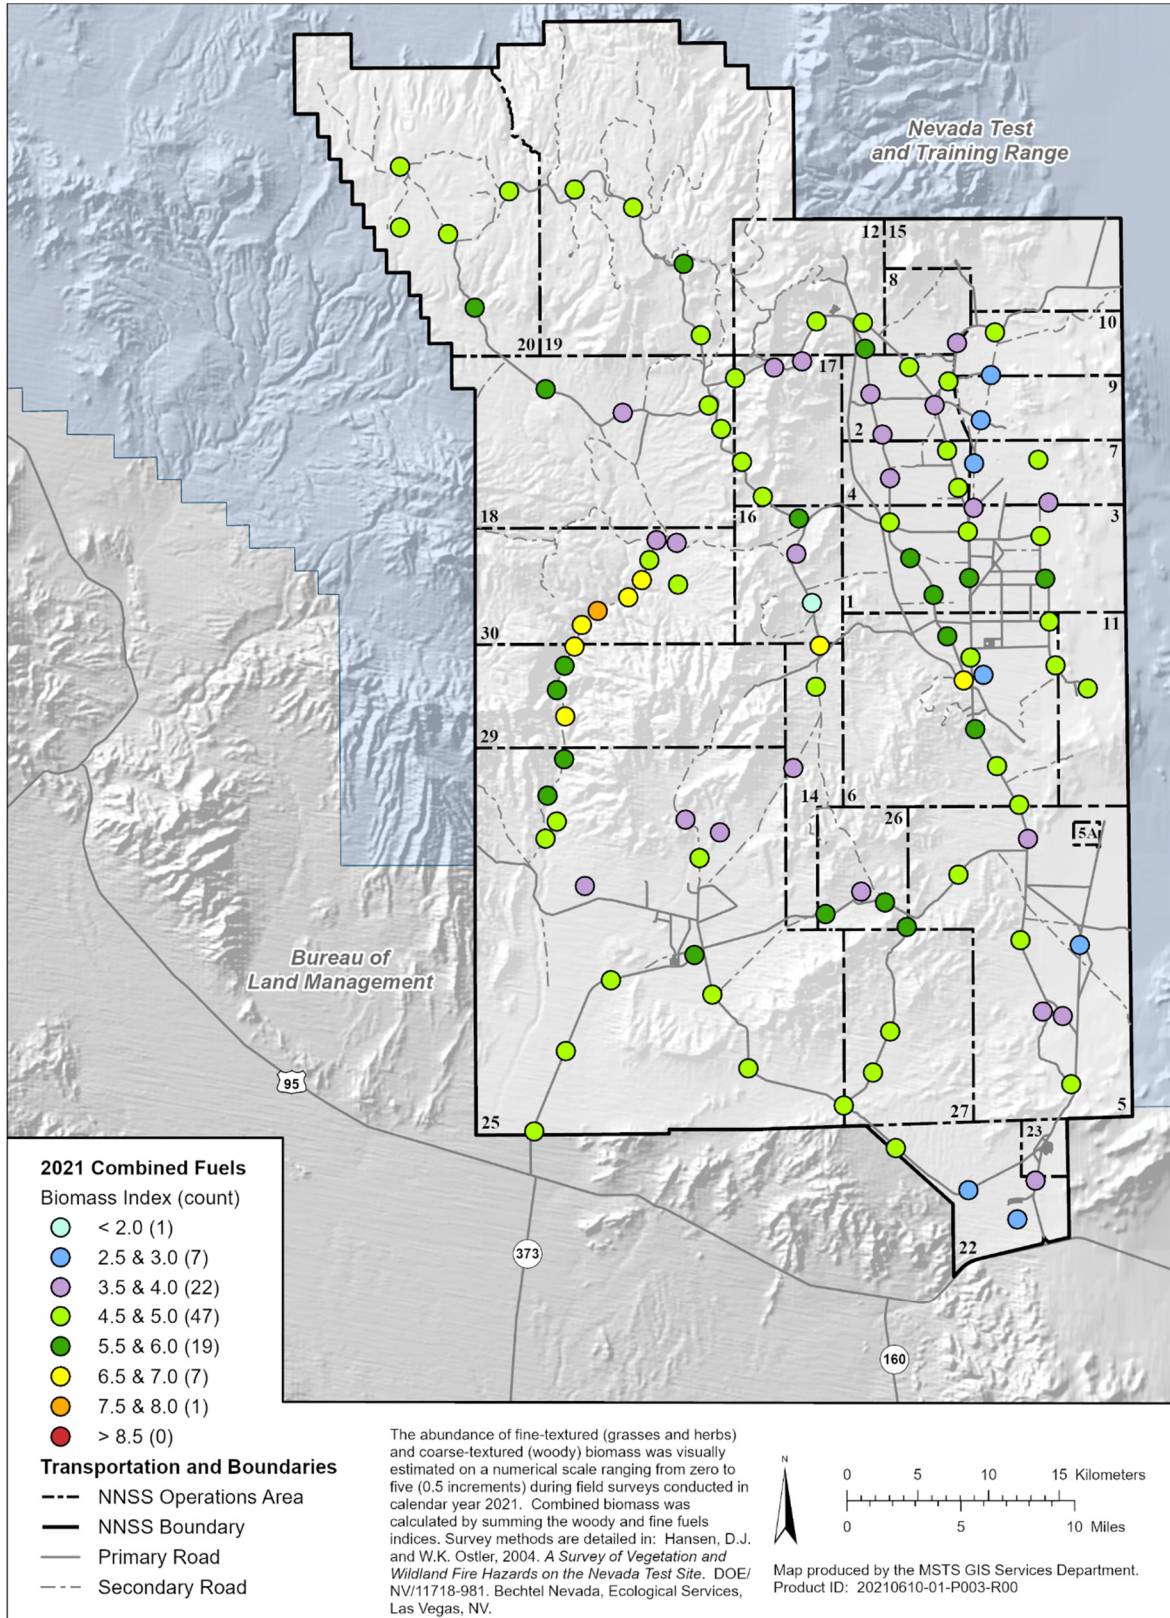 Nevada Test
and Training Range
12
15
8
10
20
19
17
9
2
7
18
16
4
3
1
30
11
29
14
6
26
5A
Bureau of
Land Management
95
25
27
5
23
22
373
160
2021 Combined Fuels
Biomass Index (count)
< 2.0 (1)
2.5 & 3.0 (7)
3.5 & 4.0 (22)
4.5 & 5.0 (47)
5.5 & 6.0 (19)
6.5 & 7.0 (7)
7.5 & 8.0 (1)
> 8.5 (0)
Transportation and Boundaries
NNSS Operations Area
NNSS Boundary
Primary Road
Secondary Road
The abundance of fine-textured (grasses and herbs)
and coarse-textured (woody) biomass was visually
estimated on a numerical scale ranging from zero to
five (0.5 increments) during field surveys conducted in
calendar year 2021. Combined biomass was
calculated by summing the woody and fine fuels
indices. Survey methods are detailed in: Hansen, D.J.
and W.K. Ostler, 2004. A Survey of Vegetation and
Wildland Fire Hazards on the Nevada Test Site. DOE/
NV/11718-981. Bechtel Nevada, Ecological Services,
Las Vegas, NV.
N
0 5 10 15 Kilometers
0 5 10 Miles
Map produced by the MSTS GIS Services Department.
Product ID: 20210610-01-P003-R00